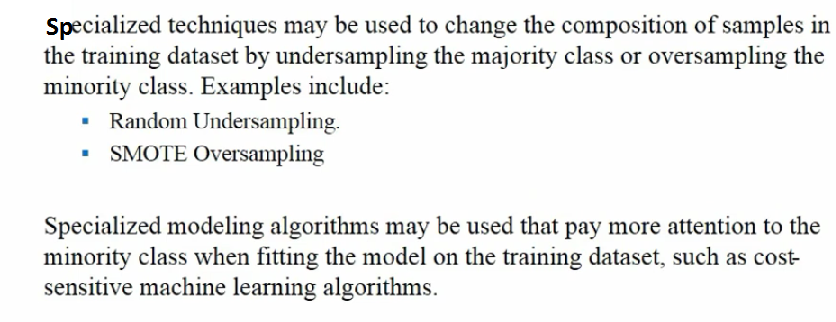 Specialized techniques may be used to change the composition of samples in
the training dataset by undersampling the majority class or oversampling the
minority class. Examples include:
▪ Random Undersampling.
▪ SMOTE Oversampling
Specialized modeling algorithms may be used that pay more attention to the
minority class when fitting the model on the training dataset, such as cost-
sensitive machine learning algorithms.